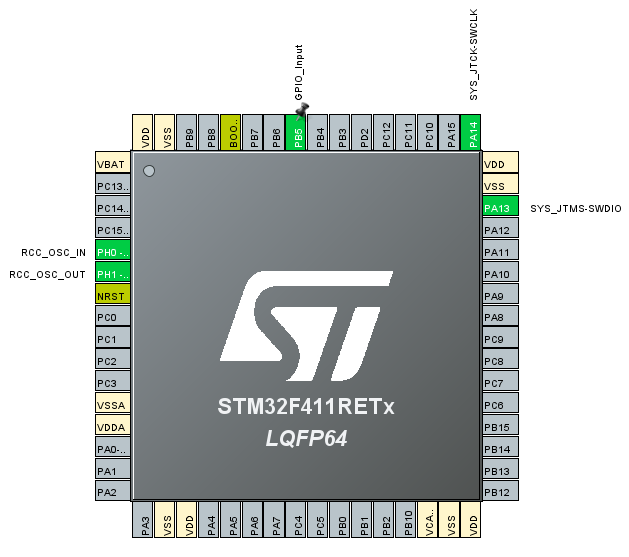 GPIO_Input
SYS_JTCK-SWCLK
VDD
VSS
PB9
PB8
BOO..
PB7
PB6
PB5
PB4
PB3
PD2
PC12
PC11
PC10
PA15
PA14
VBAT
PC13..
PC14..
PC15..
RCC_OSC_IN PH0 -..
RCC_OSC_OUT PH1 -..
NRST
PC0
PC1
PC2
PC3
VSSA
VDDA
PA0-..
PA1
PA2
ST
STM32F411RETx
LQFP64
VDD
VSS
PA13 SYS_JTMS-SWDIO
PA12
PA11
PA10
PA9
PA8
PC9
PC8
PC7
PC6
PB15
PB14
PB13
PB12
PA3
VSS
VDD
PA4
PA5
PA6
PA7
PC4
PC5
PB0
PB1
PB2
PB10
VCA..
VSS
VDD